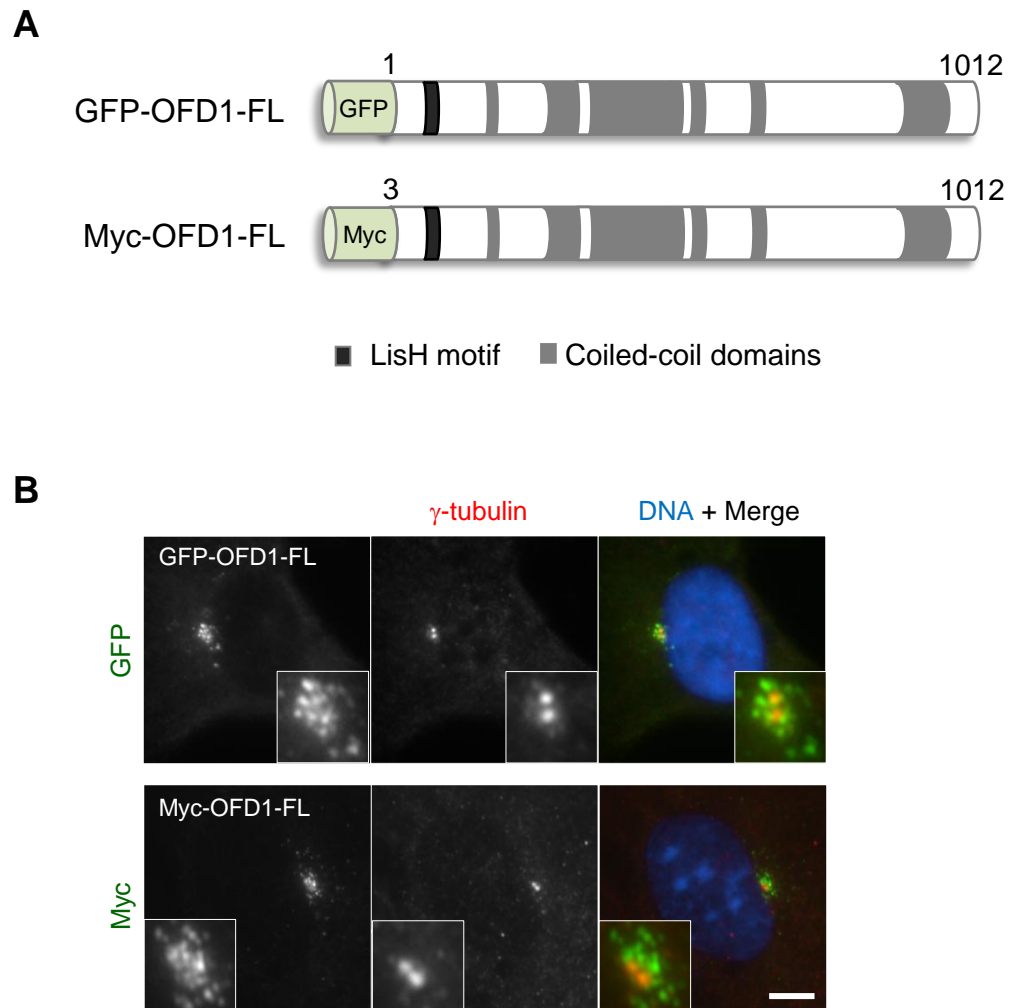 A
1 1012
GFP-OFD1-FL GFP
3 1012
Myc-OFD1-FL Myc
LisH motif Coiled-coil domains
B
γ-tubulin DNA + Merge
GFP-OFD1-FL
GFP
Myc-OFD1-FL
Myc